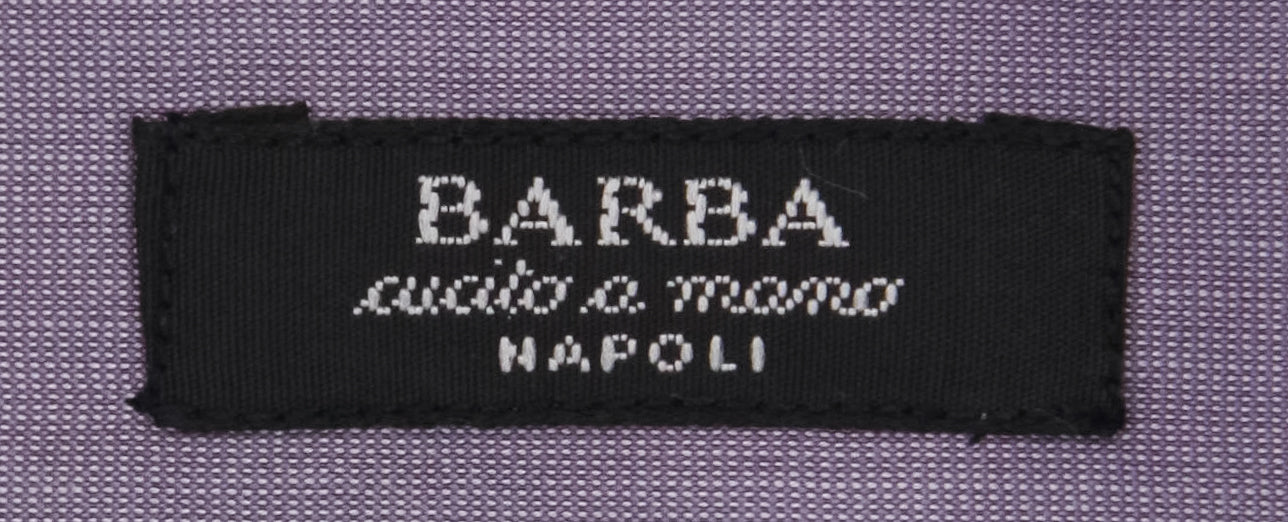 BARBA
cucito a mano
NAPOLI